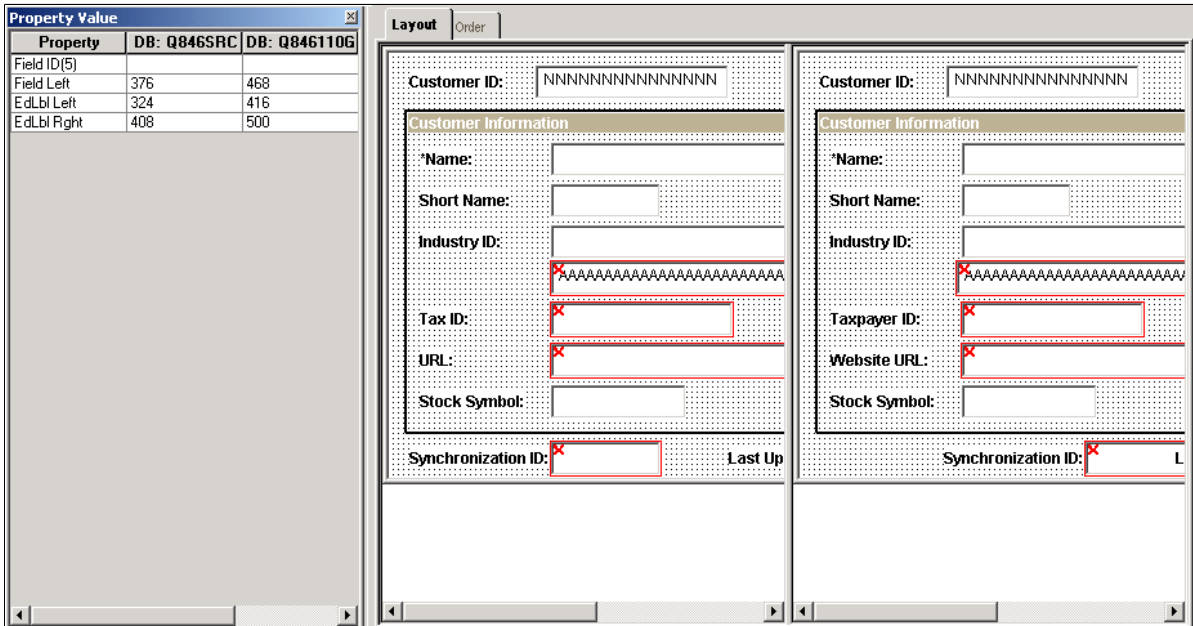 Property Value
Property DB: Q846SRC DB: Q846110G
Field ID(5)
Field Left 376 468
EdLbl Left 324 416
EdLbl Rght 408 500
Layout Order
Customer ID: NNNNNNNNNNNNNNN
Customer Information
*Name:
Short Name:
Industry ID:
AAAAAAAAAAAAAAAAAAAAAAAA
Tax ID:
URL:
Stock Symbol:
Synchronization ID: Last Up
Customer ID: NNNNNNNNNNNNNNN
Customer Information
*Name:
Short Name:
Industry ID:
AAAAAAAAAAAAAAAAAAAAAAAA
Taxpayer ID:
Website URL:
Stock Symbol:
Synchronization ID: L